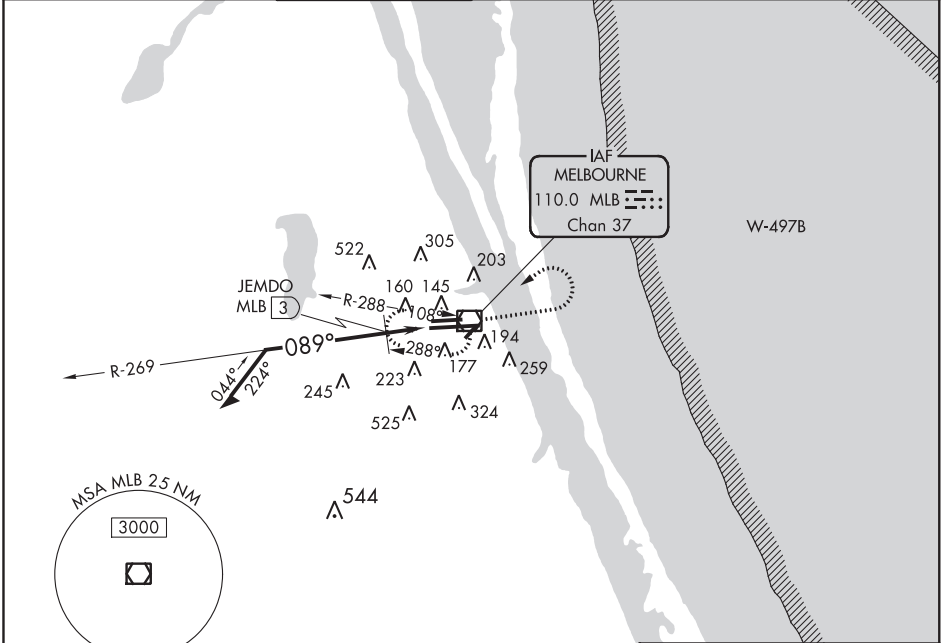 IAF
MELBOURNE
110.0 MLB
Chan 37
W-497B
522
305
203
JEMDO
MLB 3
160
145
R-288
108°
089°
288°
194
R-269
177
259
044°
224°
245
223
525
324
544
MSA MLB 25 NM
3000